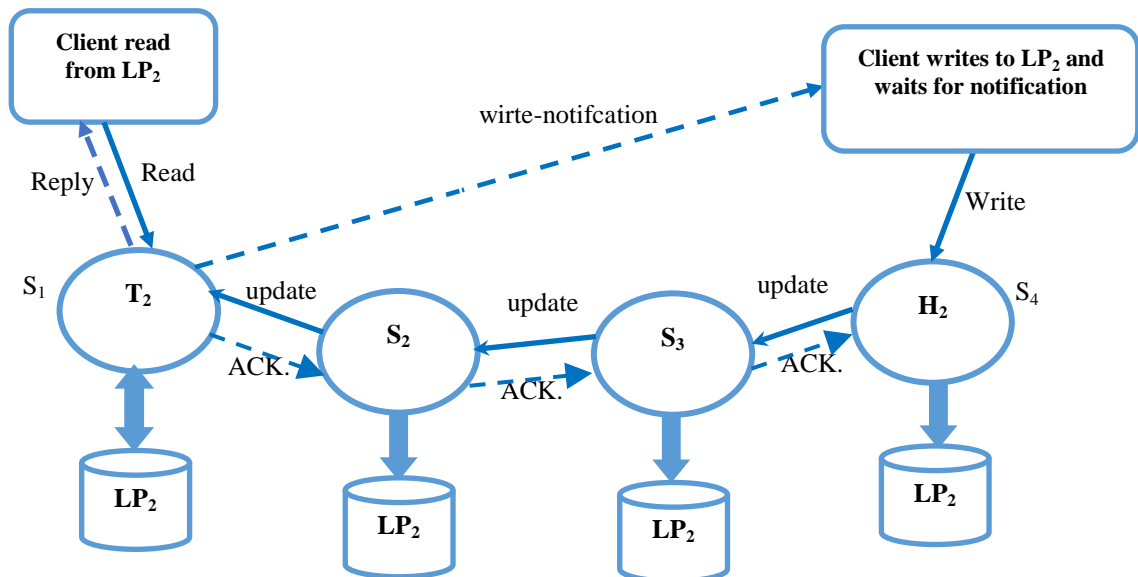 Client read
from LP₂
Client writes to LP₂ and
waits for notification
wirte-notifcation
Reply
Read
Write
S₁
T₂
update
S₂
update
S₃
update
H₂
S₄
ACK.
ACK.
ACK.
LP₂
LP₂
LP₂
LP₂